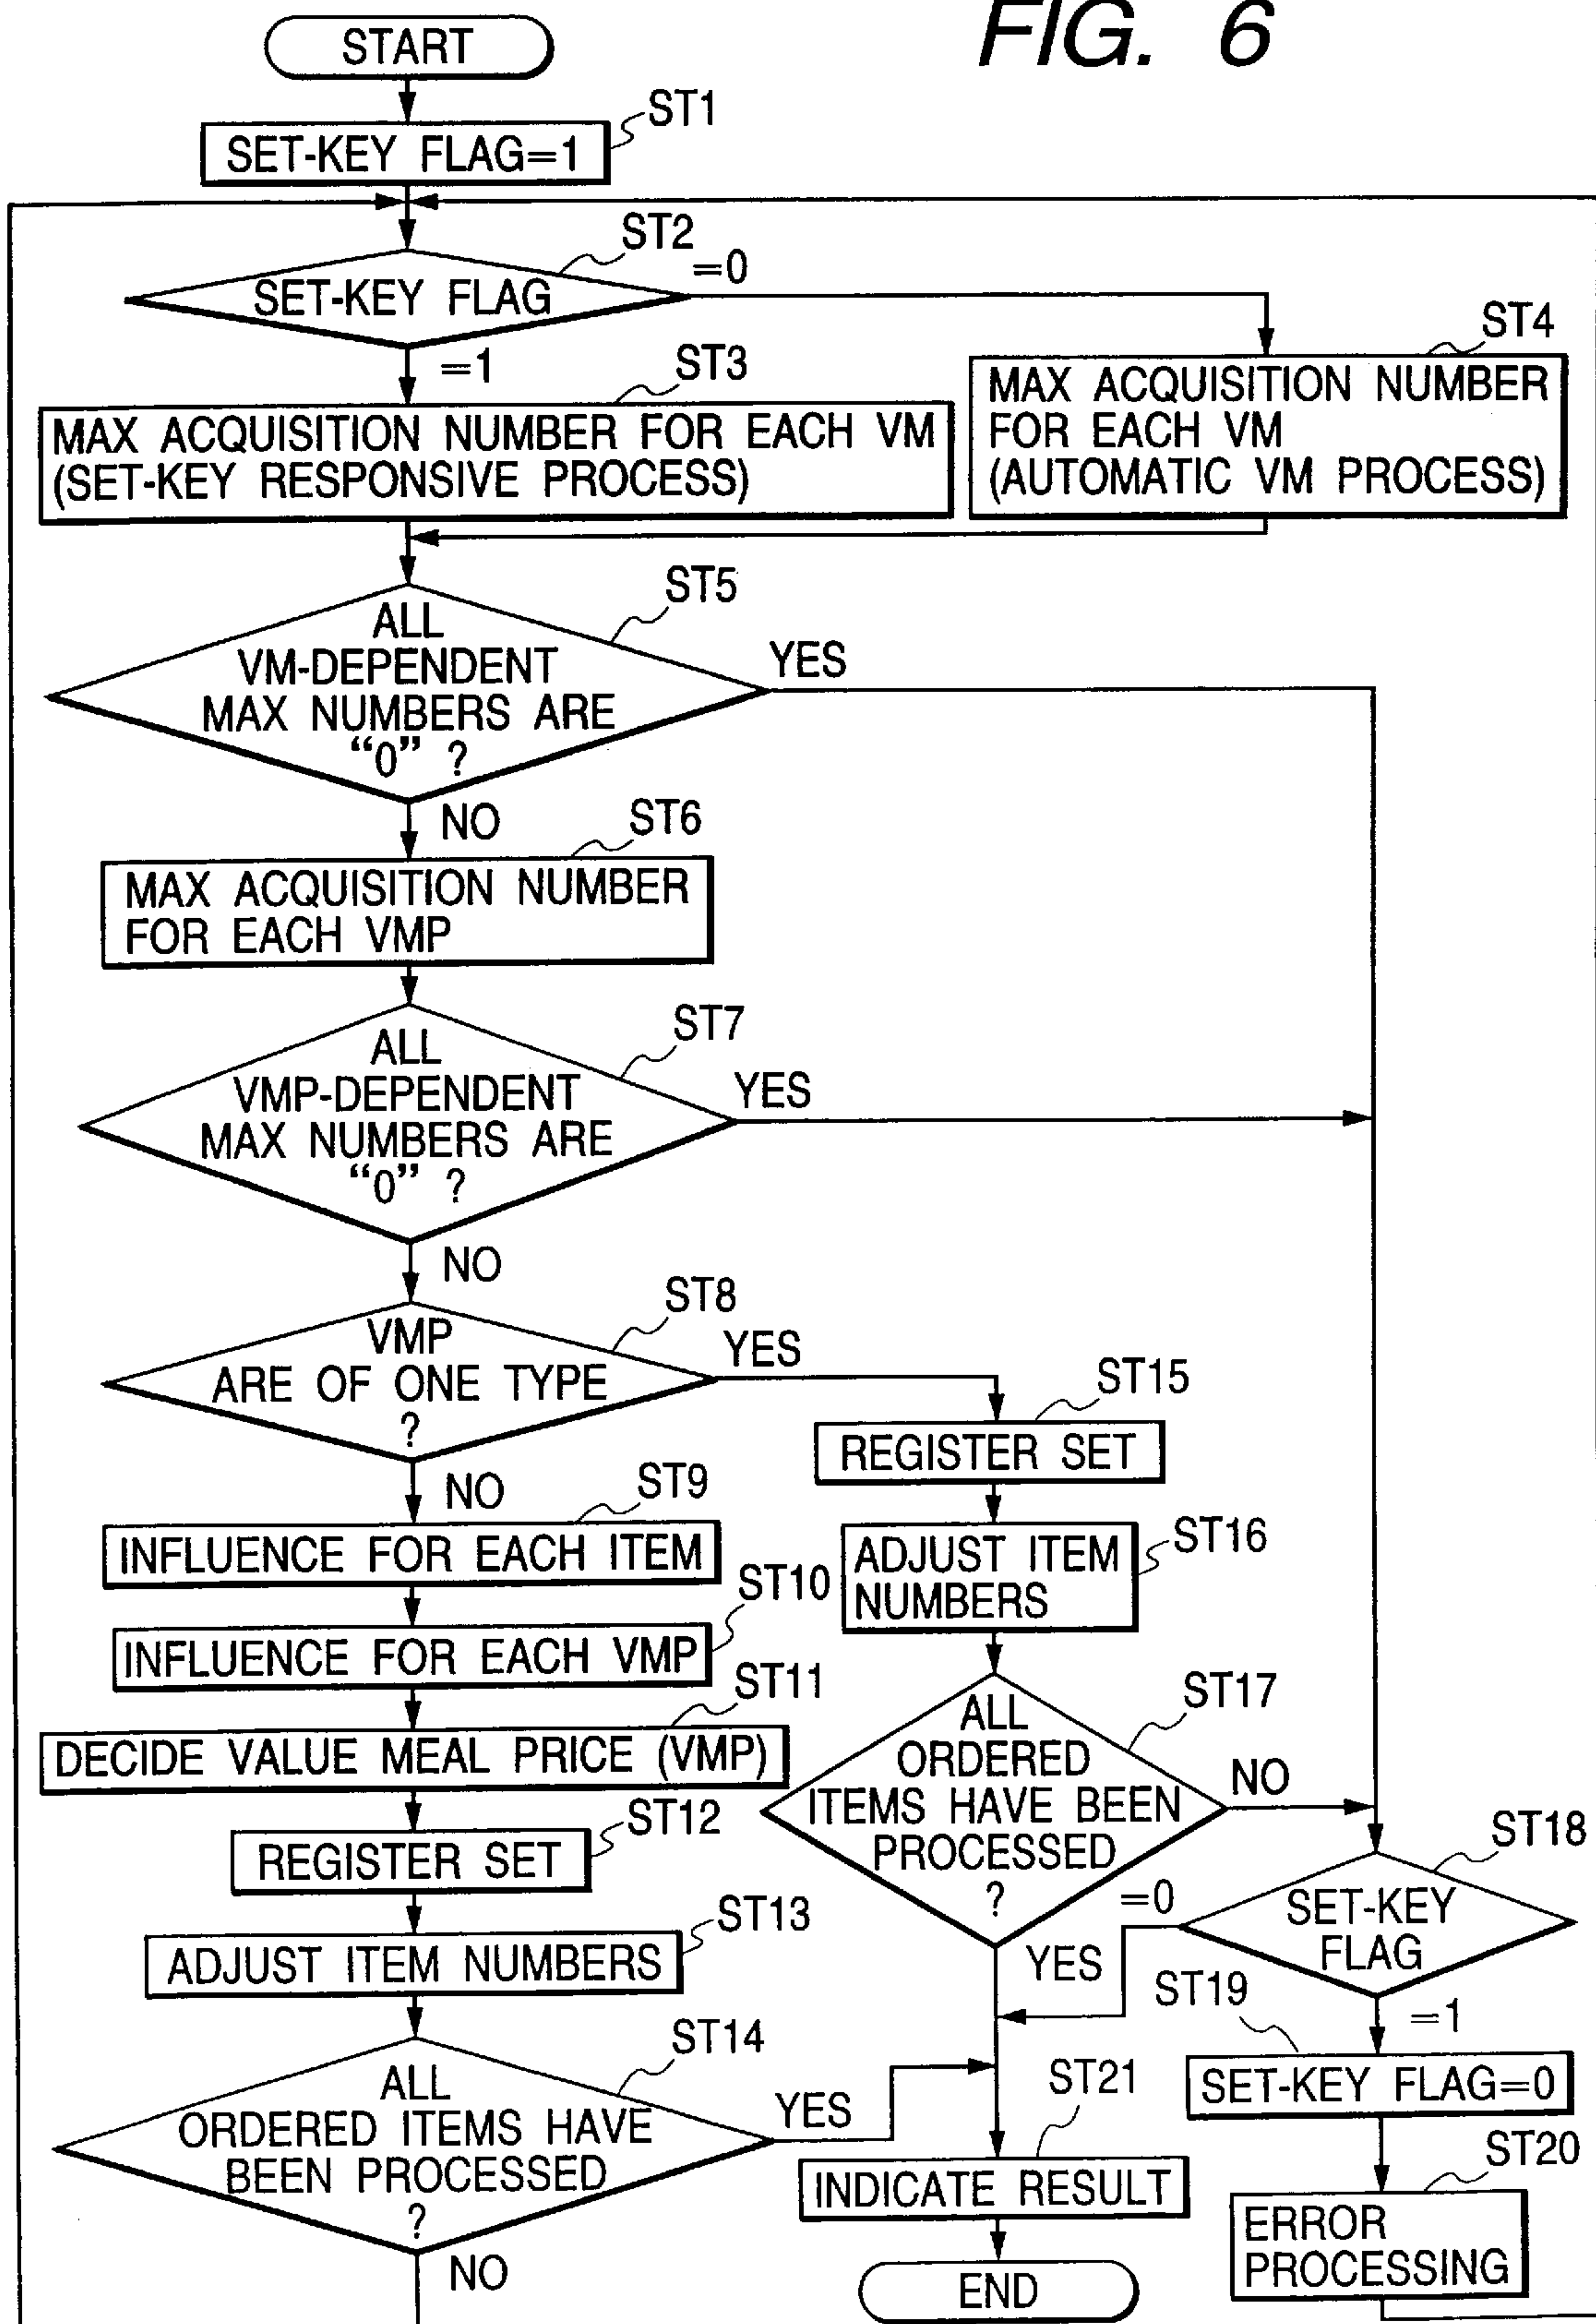 FIG. 6
START
ST1
SET-KEY FLAG=1
ST2
=0
SET-KEY FLAG
=1
ST3
ST4
MAX ACQUISITION NUMBER FOR EACH VM
(SET-KEY RESPONSIVE PROCESS)
MAX ACQUISITION NUMBER
FOR EACH VM
(AUTOMATIC VM PROCESS)
ST5
ALL
VM-DEPENDENT
MAX NUMBERS ARE
“0” ?
YES
NO
ST6
MAX ACQUISITION NUMBER
FOR EACH VMP
ST7
ALL
VMP-DEPENDENT
MAX NUMBERS ARE
“0” ?
YES
NO
ST8
VMP
ARE OF ONE TYPE
?
YES
NO
ST9
INFLUENCE FOR EACH ITEM
ST10
INFLUENCE FOR EACH VMP
ST11
DECIDE VALUE MEAL PRICE (VMP)
ST12
REGISTER SET
ST13
ADJUST ITEM NUMBERS
ST14
ALL
ORDERED ITEMS HAVE
BEEN PROCESSED
?
YES
NO
ST15
REGISTER SET
ST16
ADJUST ITEM
NUMBERS
ST17
ALL
ORDERED
ITEMS HAVE BEEN
PROCESSED
?
NO
YES
ST18
=0
SET-KEY
FLAG
=1
ST19
SET-KEY FLAG=0
ST20
ERROR
PROCESSING
ST21
INDICATE RESULT
END